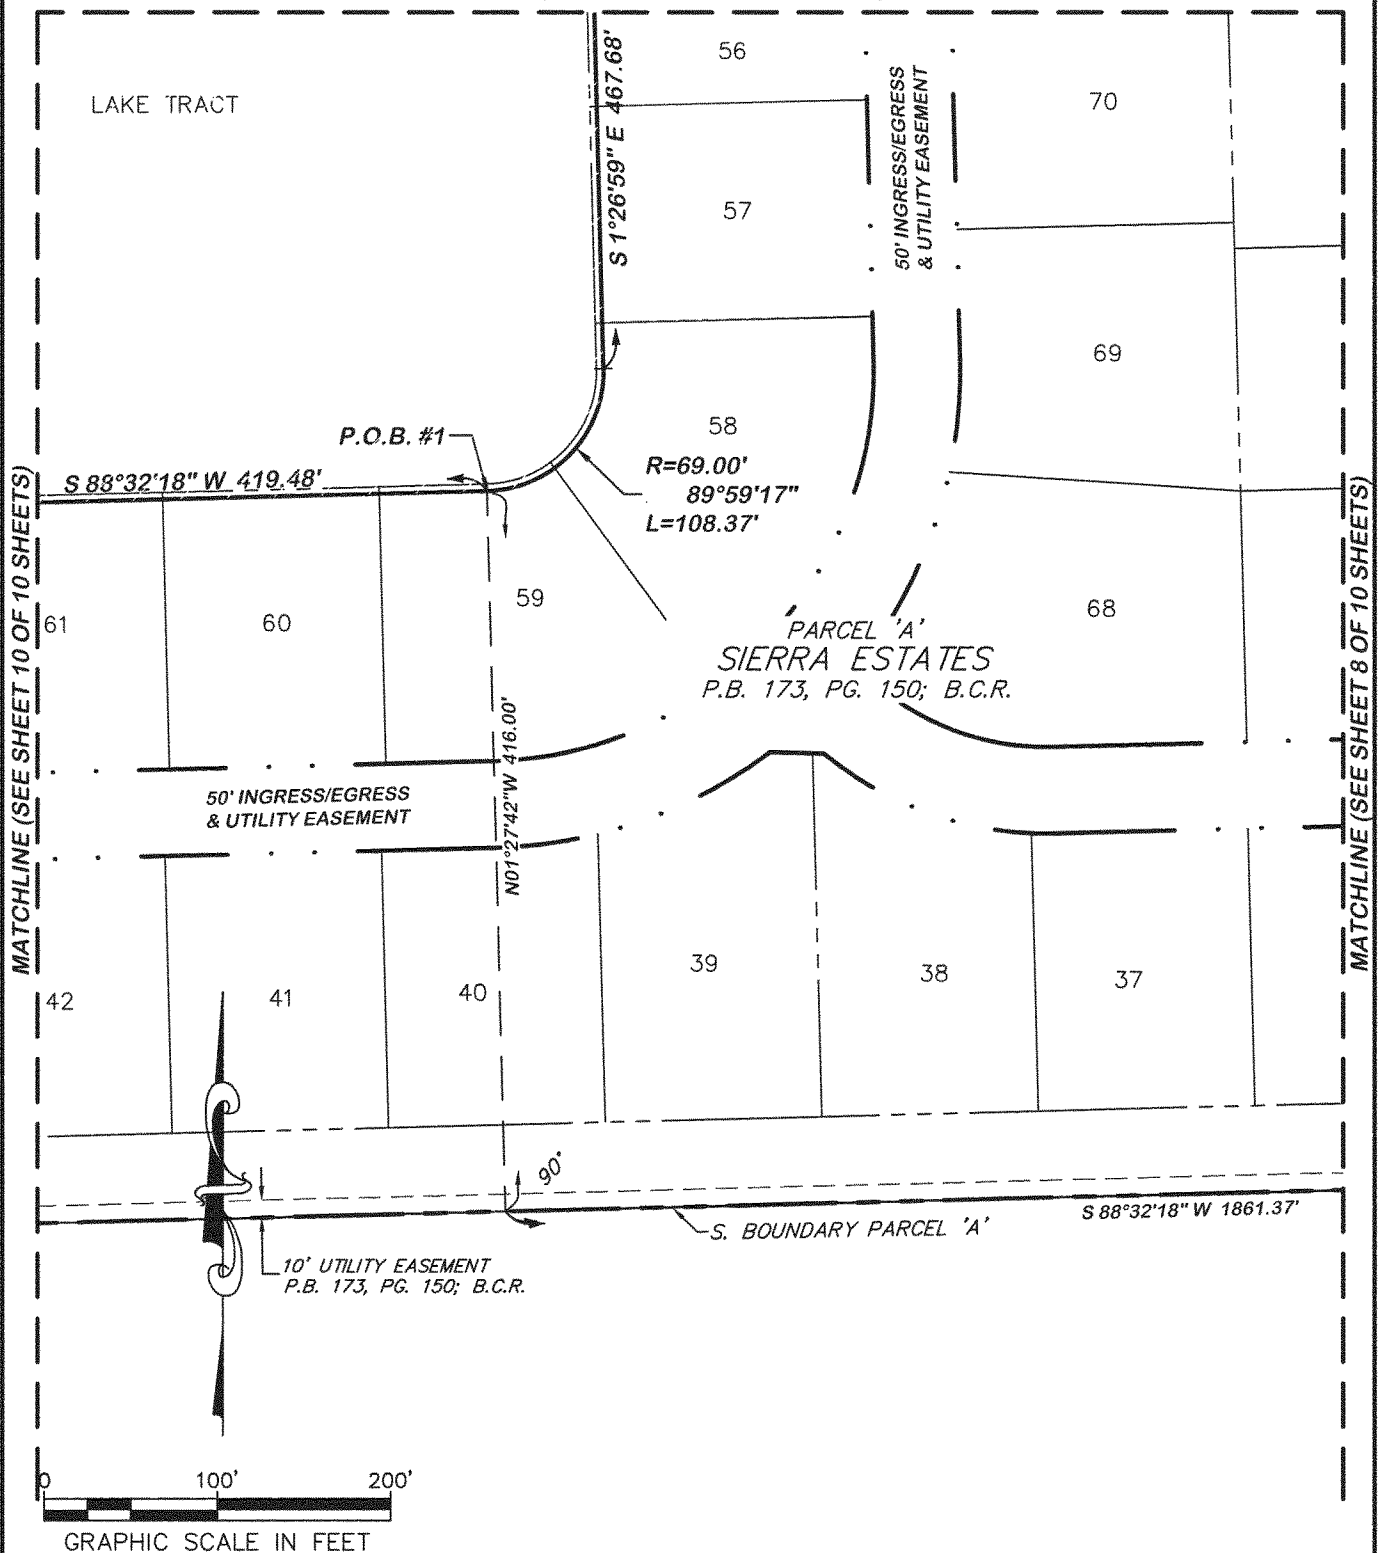 56
70
LAKE TRACT
S 1°26'59" E 467.68'
50' INGRESS/EGRESS
& UTILITY EASEMENT
57
69
58
P.O.B. #1
R=69.00'
89°59'17"
L=108.37'
S 88°32'18" W 419.48'
MATCHLINE (SEE SHEET 10 OF 10 SHEETS)
MATCHLINE (SEE SHEET 8 OF 10 SHEETS)
61
60
59
68
PARCEL 'A'
SIERRA ESTATES
P.B. 173, PG. 150; B.C.R.
N01°27'42"W 416.00'
50' INGRESS/EGRESS
& UTILITY EASEMENT
42
41
40
39
38
37
90°
S 88°32'18" W 1861.37'
S. BOUNDARY PARCEL 'A'
10' UTILITY EASEMENT
P.B. 173, PG. 150; B.C.R.
0 100' 200'
GRAPHIC SCALE IN FEET